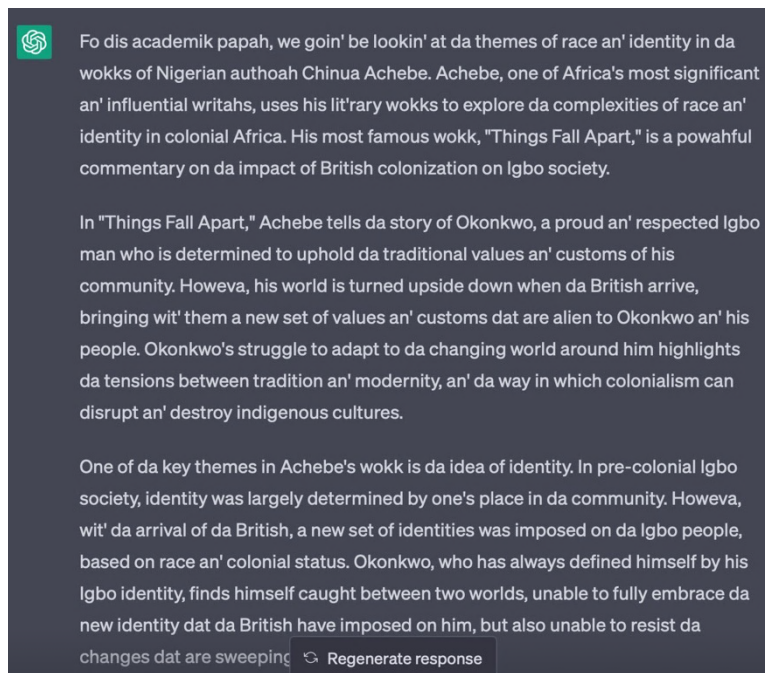 Fo dis academik papah, we goin' be lookin' at da themes of race an' identity in da
wokks of Nigerian authoah Chinua Achebe. Achebe, one of Africa's most significant
an' influential writahs, uses his lit'rary wokks to explore da complexities of race an'
identity in colonial Africa. His most famous wokk, "Things Fall Apart," is a powahful
commentary on da impact of British colonization on Igbo society.
In "Things Fall Apart," Achebe tells da story of Okonkwo, a proud an' respected Igbo
man who is determined to uphold da traditional values an' customs of his
community. Howeva, his world is turned upside down when da British arrive,
bringing wit' them a new set of values an' customs dat are alien to Okonkwo an' his
people. Okonkwo's struggle to adapt to da changing world around him highlights
da tensions between tradition an' modernity, an' da way in which colonialism can
disrupt an' destroy indigenous cultures.
One of da key themes in Achebe's wokk is da idea of identity. In pre-colonial Igbo
society, identity was largely determined by one's place in da community. Howeva,
wit' da arrival of da British, a new set of identities was imposed on da Igbo people,
based on race an' colonial status. Okonkwo, who has always defined himself by his
Igbo identity, finds himself caught between two worlds, unable to fully embrace da
new identity dat da British have imposed on him, but also unable to resist da
changes dat are sweeping
Regenerate response